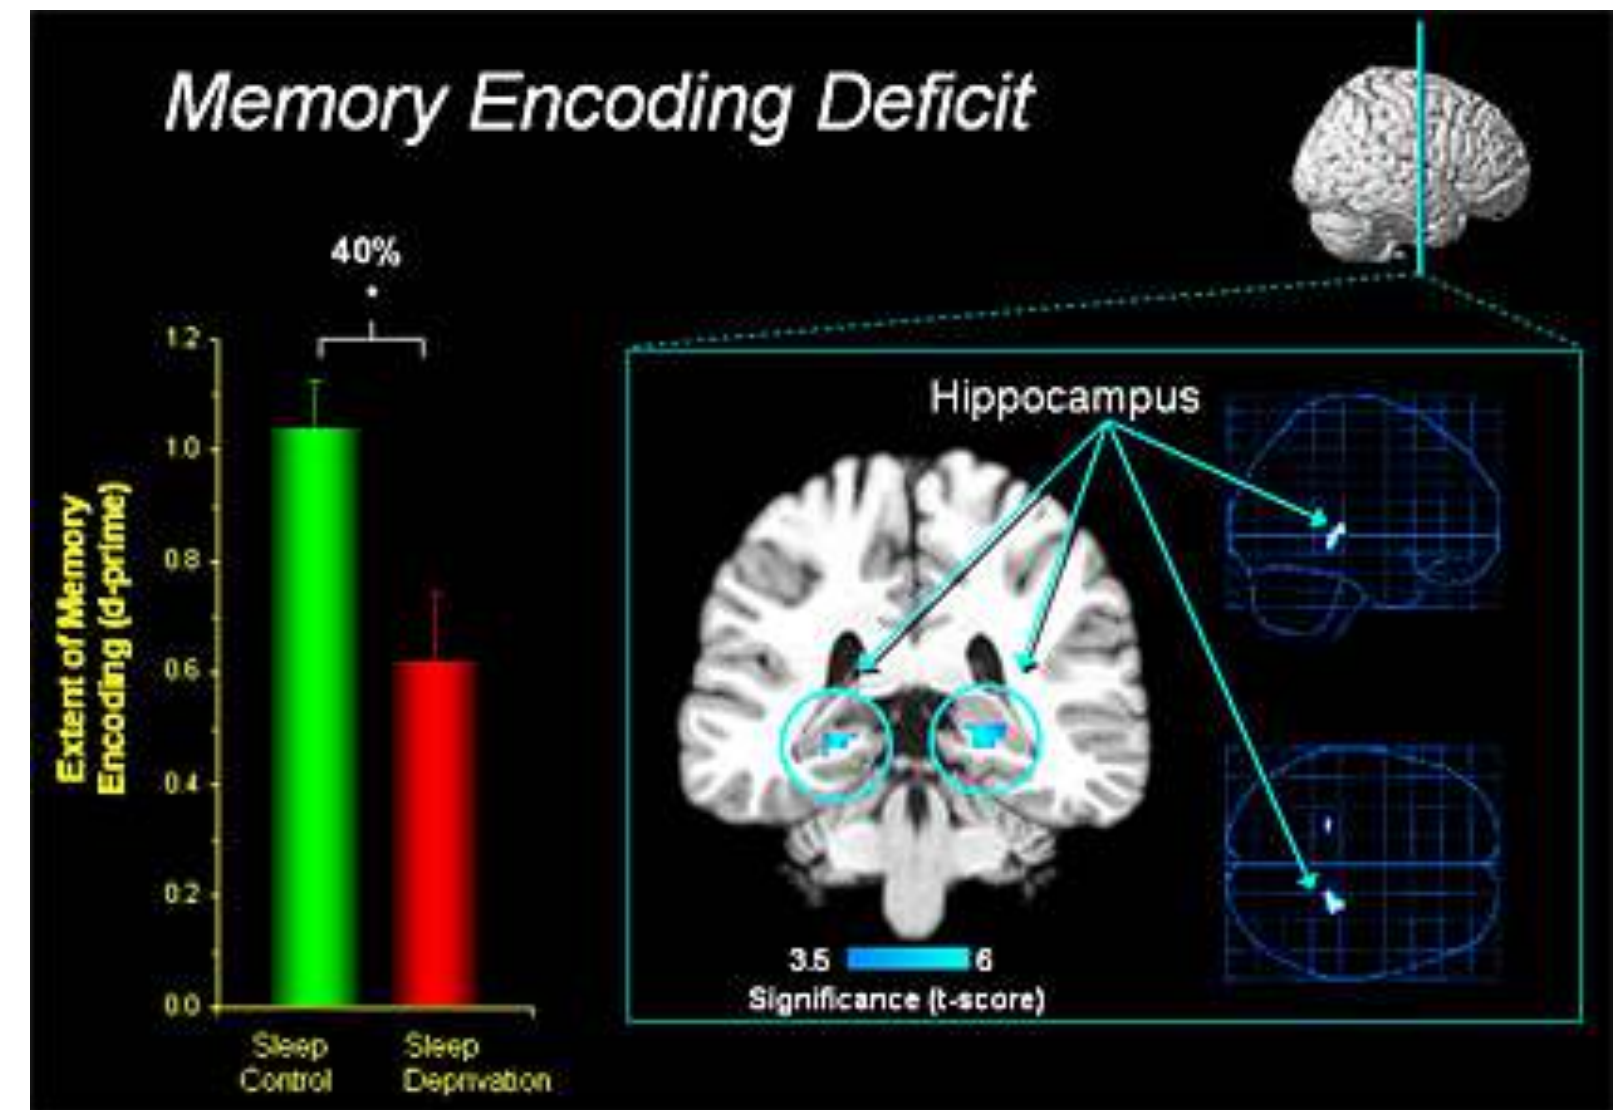 Memory Encoding Deficit
40%
Extent of Memory
Encoding (d-prime)
1.2
1.0
0.8
0.6
0.4
0.2
0.0
Sleep
Control
Sleep
Deprivation
Hippocampus
3.5 6
Significance (t-score)